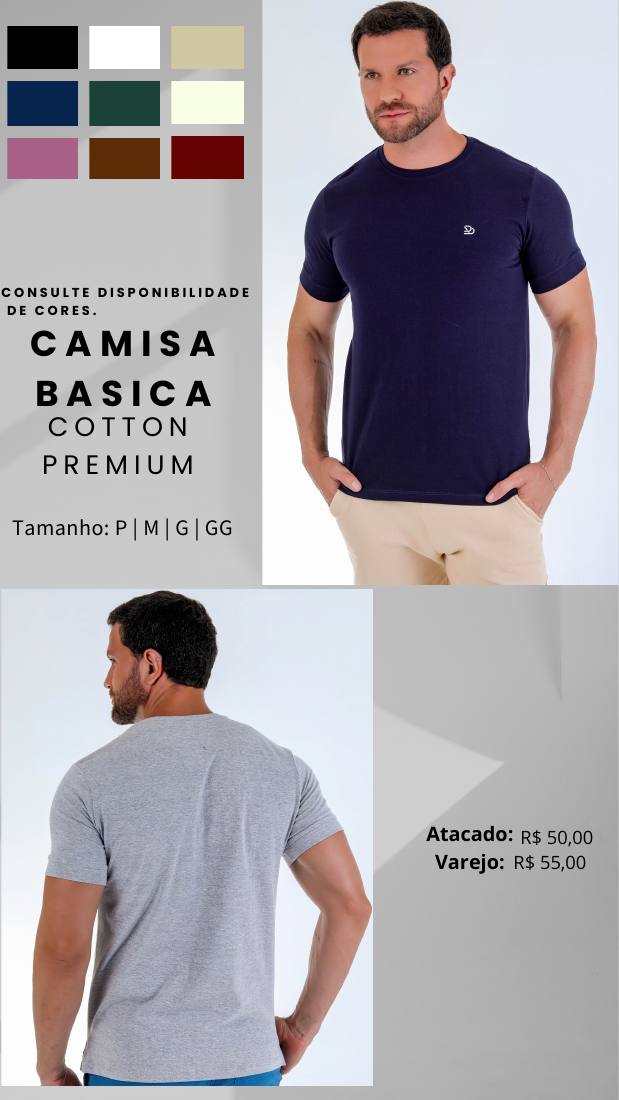 CONSULTE DISPONIBILIDADE
DE CORES.
CAMISA
BASICA
COTTON
PREMIUM
Tamanho: P | M | G | GG
Atacado: R$ 50,00
Varejo: R$ 55,00